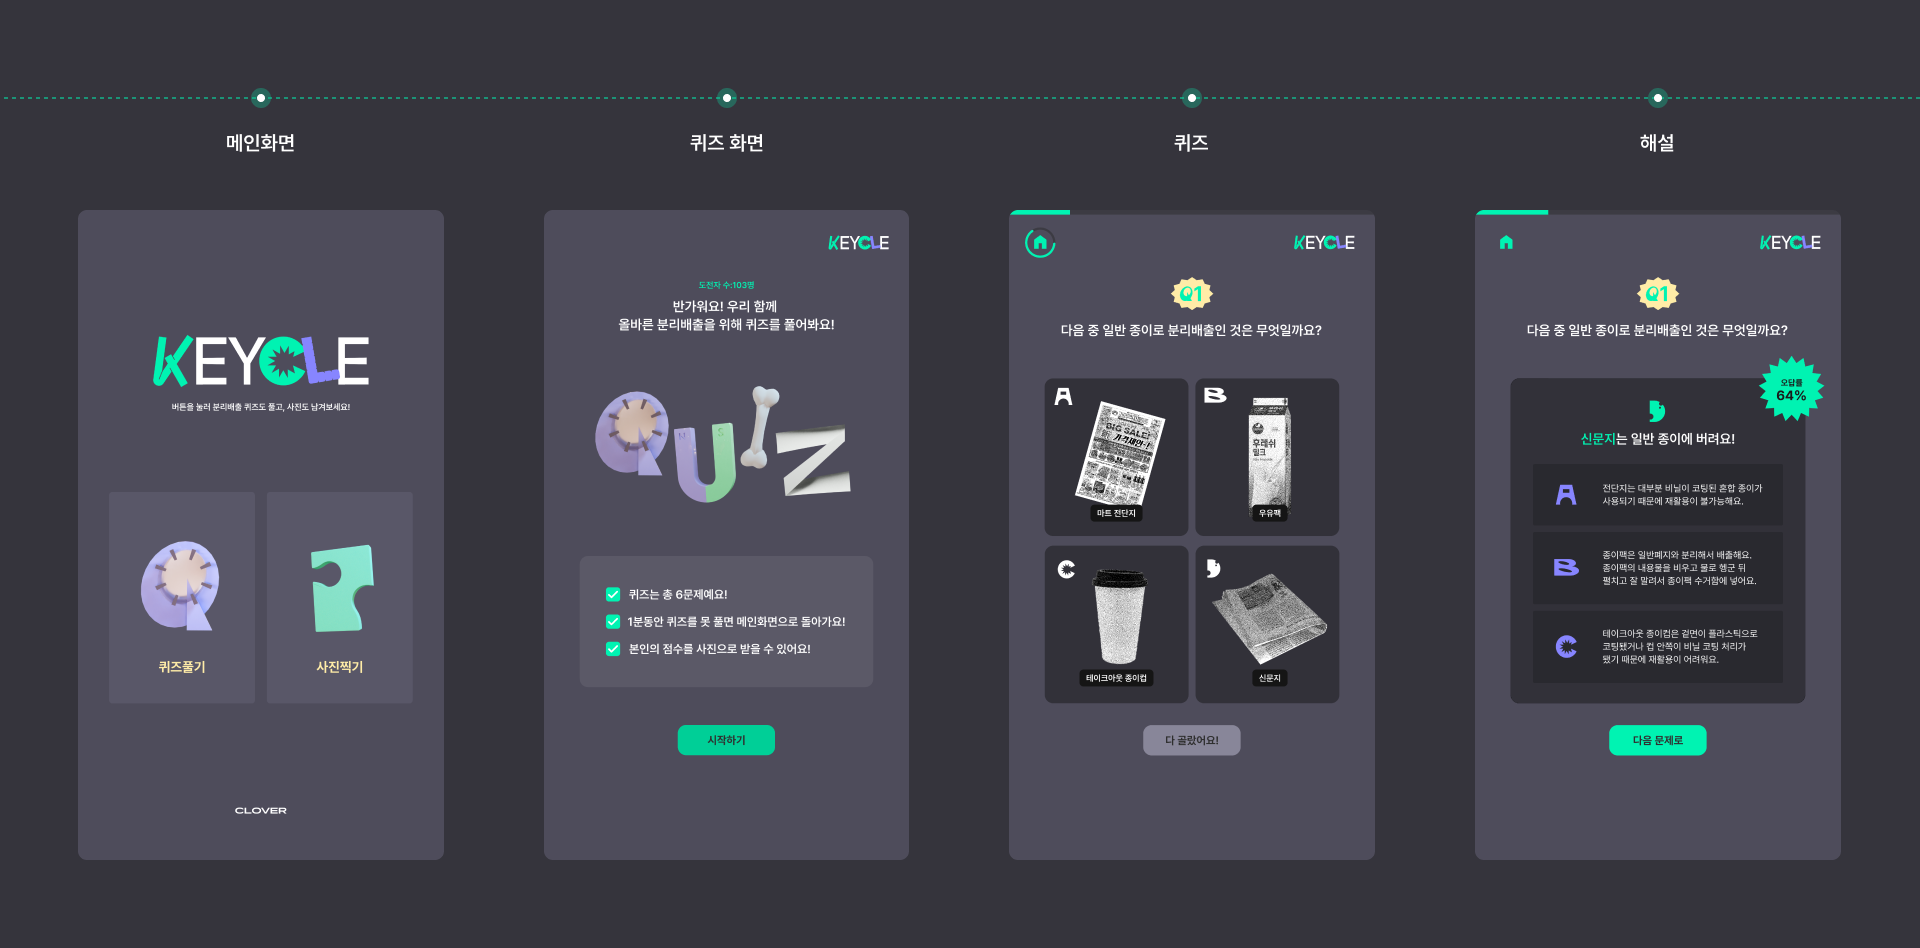 메인화면
퀴즈 화면
퀴즈
해설
KEYCLE
버튼을 눌러 분리배출 퀴즈도 풀고, 사진도 남겨보세요!
퀴즈풀기
사진찍기
CLOVER
KEYCLE
도전자 수:103명
반가워요! 우리 함께
올바른 분리배출을 위해 퀴즈를 풀어봐요!
QUIZ
퀴즈는 총 6문제예요!
1분동안 퀴즈를 못 풀면 메인화면으로 돌아가요!
본인의 점수를 사진으로 받을 수 있어요!
시작하기
KEYCLE
Q1
다음 중 일반 종이로 분리배출인 것은 무엇일까요?
A
BIG SALE!
마트 전단지
B
후레쉬
밀크
우유팩
C
테이크아웃 종이컵
신문지
다 골랐어요!
KEYCLE
Q1
다음 중 일반 종이로 분리배출인 것은 무엇일까요?
오답률
64%
신문지는 일반 종이에 버려요!
A
전단지는 대부분 비닐이 코팅된 혼합 종이가
사용되기 때문에 재활용이 불가능해요.
B
종이팩은 일반폐지와 분리해서 배출해요.
종이팩의 내용물을 비우고 물로 헹군 뒤
펼치고 잘 말려서 종이팩 수거함에 넣어요.
C
테이크아웃 종이컵은 겉면이 플라스틱으로
코팅됐거나 컵 안쪽이 비닐 코팅 처리가
됐기 때문에 재활용이 어려워요.
다음 문제로